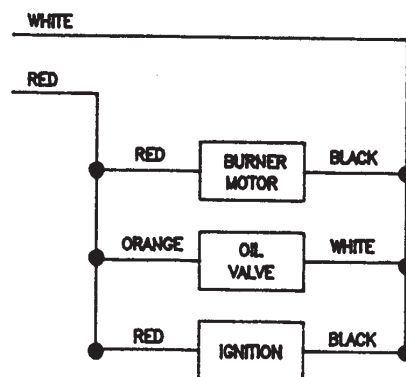 WHITE
RED
RED BURNER MOTOR BLACK
ORANGE OIL VALVE WHITE
RED IGNITION BLACK